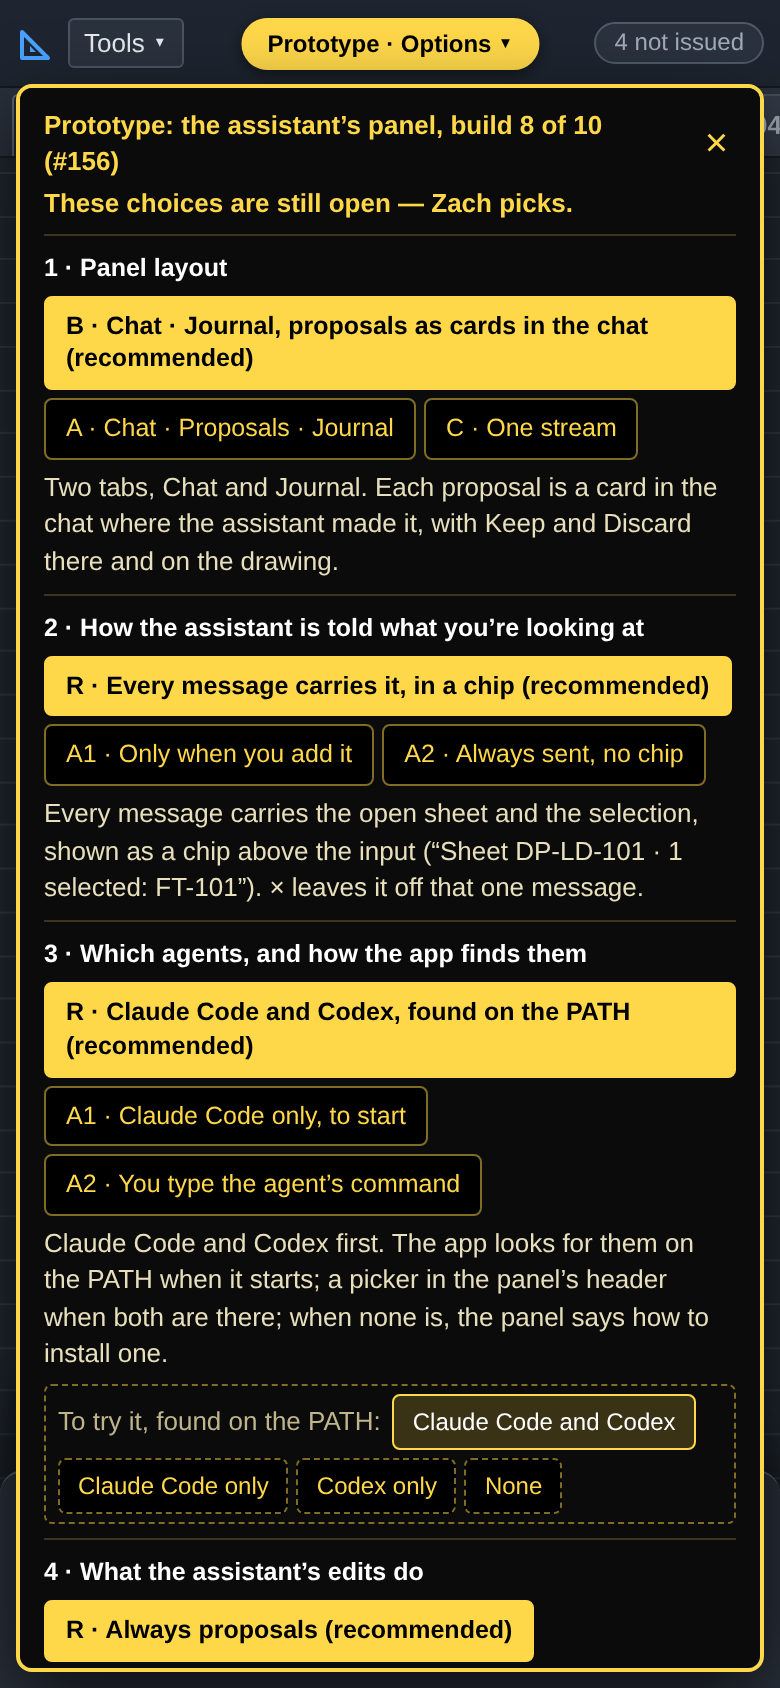 Tools ▼
Prototype · Options ▼
4 not issued
04
Prototype: the assistant’s panel, build 8 of 10
(#156)
×
These choices are still open — Zach picks.
1 · Panel layout
B · Chat · Journal, proposals as cards in the chat
(recommended)
A · Chat · Proposals · Journal
C · One stream
Two tabs, Chat and Journal. Each proposal is a card in the
chat where the assistant made it, with Keep and Discard
there and on the drawing.
2 · How the assistant is told what you’re looking at
R · Every message carries it, in a chip (recommended)
A1 · Only when you add it
A2 · Always sent, no chip
Every message carries the open sheet and the selection,
shown as a chip above the input (“Sheet DP-LD-101 · 1
selected: FT-101”). × leaves it off that one message.
3 · Which agents, and how the app finds them
R · Claude Code and Codex, found on the PATH
(recommended)
A1 · Claude Code only, to start
A2 · You type the agent’s command
Claude Code and Codex first. The app looks for them on
the PATH when it starts; a picker in the panel’s header
when both are there; when none is, the panel says how to
install one.
To try it, found on the PATH:
Claude Code and Codex
Claude Code only
Codex only
None
4 · What the assistant’s edits do
R · Always proposals (recommended)